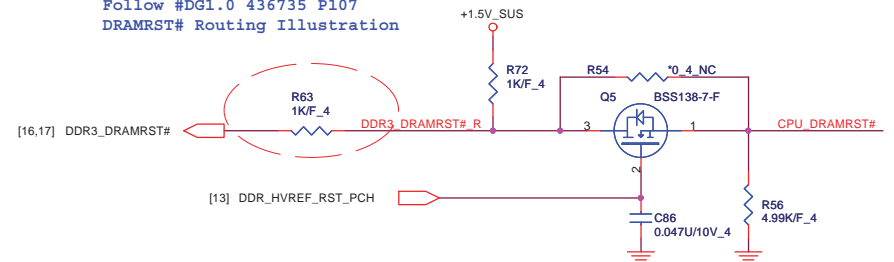 Follow #DG1.0 436735 P107
DRAMRST# Routing Illustration
+1.5V_SUS
R72
1K/F_4
R54
*0_4_NC
Q5
BSS138-7-F
R63
1K/F_4
[16,17] DDR3_DRAMRST#
DDR3_DRAMRST#_R
3
1
CPU_DRAMRST#
2
[13] DDR_HVREF_RST_PCH
C86
0.047U/10V_4
R56
4.99K/F_4